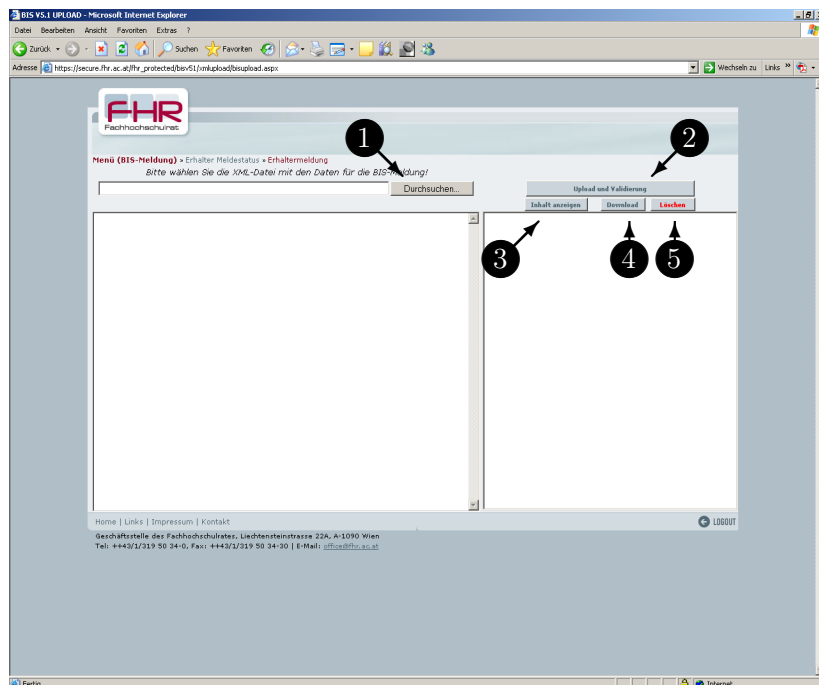 BIS V5.1 UPLOAD - Microsoft Internet Explorer
Datei Bearbeiten Ansicht Favoriten Extras ?
Zurück Suchen Favoriten
Adresse https://secure.fhr.ac.at/fhr_protected/bisv51/xmlupload/bisupload.aspx Wechseln zu Links »
FHR
Fachhochschulrat
1 2
Menü (BIS-Meldung) » Erhalter Meldestatus » Erhaltermeldung
Bitte wählen Sie die XML-Datei mit den Daten für die BIS-Meldung!
Durchsuchen... Upload und Validierung
Inhalt anzeigen Download Löschen
3 4 5
Home | Links | Impressum | Kontakt LOGOUT
Geschäftsstelle des Fachhochschulrates, Liechtensteinstrasse 22A, A-1090 Wien
Tel: ++43/1/319 50 34-0, Fax: ++43/1/319 50 34-30 | E-Mail: office@fhr.ac.at
Fertig Internet